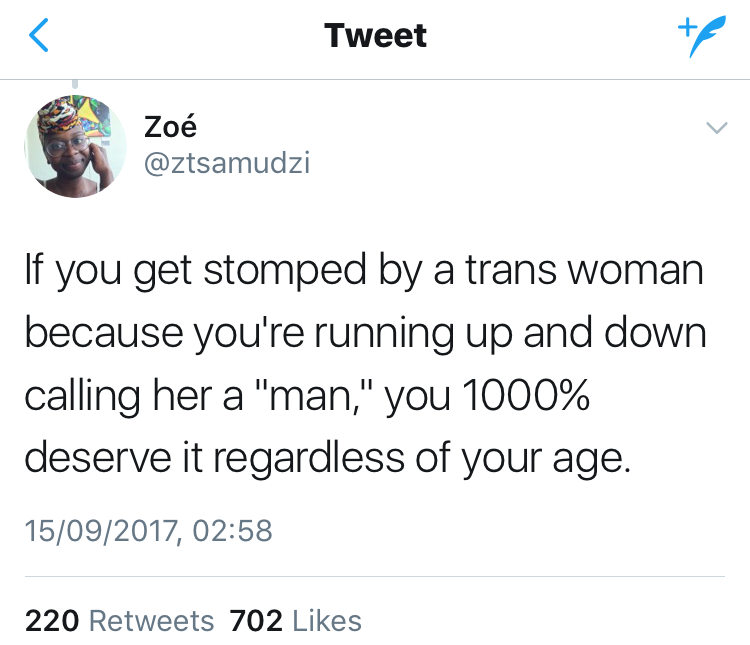 Tweet
Zoé
@ztsamudzi
If you get stomped by a trans woman
because you're running up and down
calling her a "man," you 1000%
deserve it regardless of your age.
15/09/2017, 02:58
220 Retweets 702 Likes